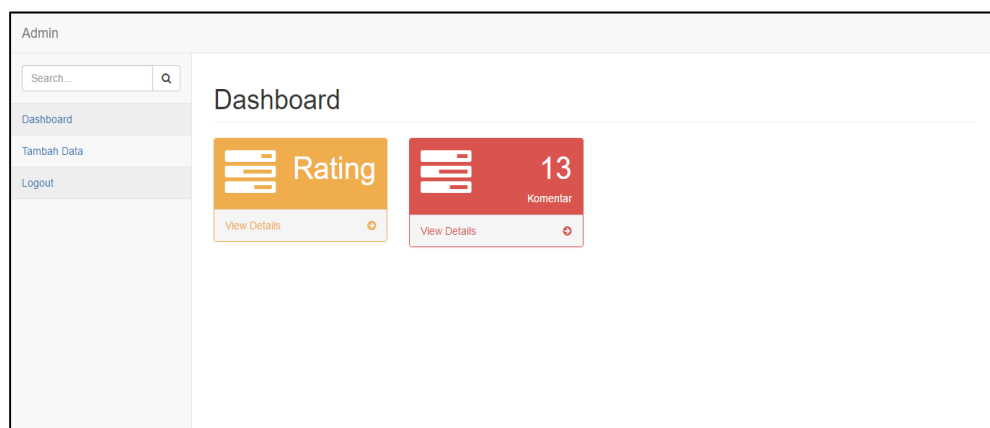 Admin
Search...
Dashboard
Tambah Data
Logout
Dashboard
Rating
View Details
13
Komentar
View Details